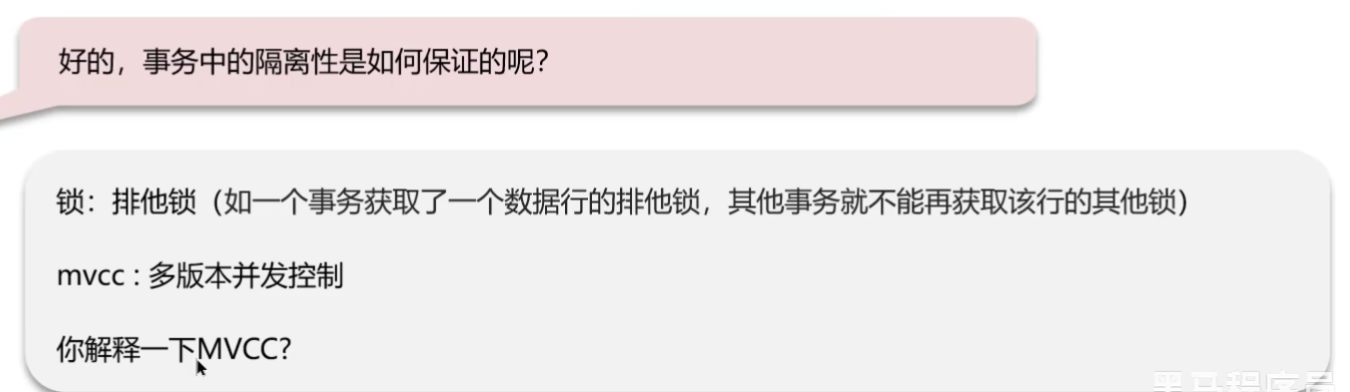 好的，事务中的隔离性是如何保证的呢？
锁：排他锁（如一个事务获取了一个数据行的排他锁，其他事务就不能再获取该行的其他锁）
mvcc : 多版本并发控制
你解释一下MVCC?